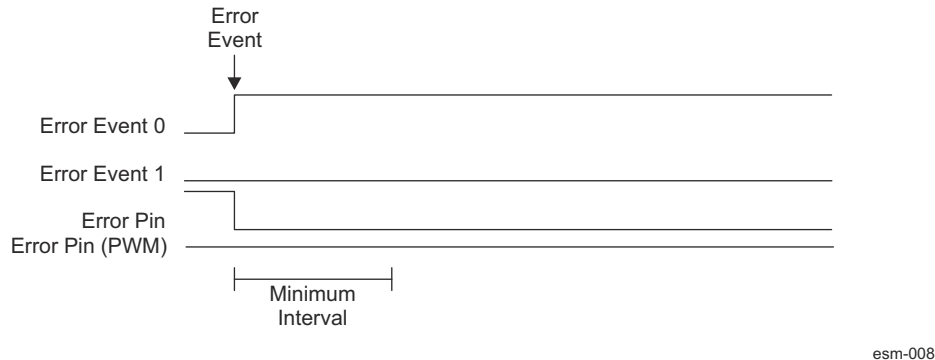 Error
Event
Error Event 0
Error Event 1
Error Pin
Error Pin (PWM)
Minimum
Interval
esm-008